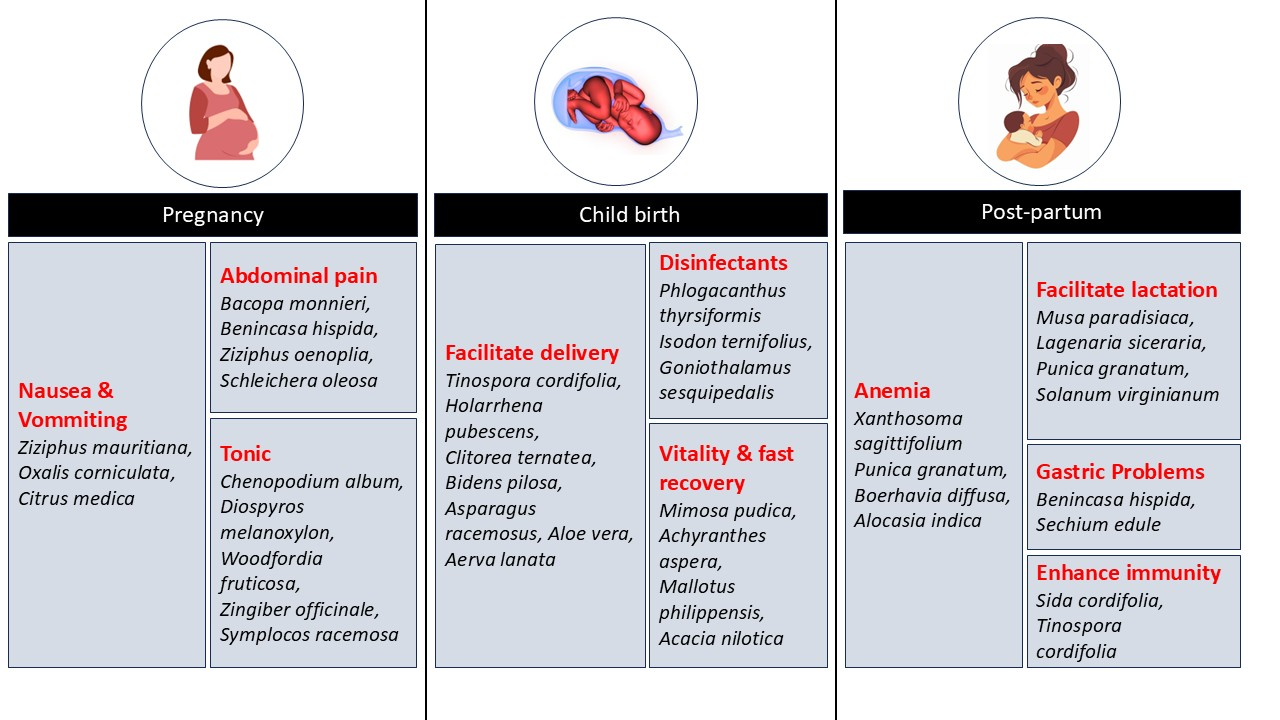 Pregnancy
Nausea &
Vommiting
Ziziphus mauritiana,
Oxalis corniculata,
Citrus medica
Abdominal pain
Bacopa monnieri,
Benincasa hispida,
Ziziphus oenoplia,
Schleichera oleosa
Tonic
Chenopodium album,
Diospyros
melanoxylon,
Woodfordia
fruticosa,
Zingiber officinale,
Symplocos racemosa
Child birth
Facilitate delivery
Tinospora cordifolia,
Holarrhena
pubescens,
Clitorea ternatea,
Bidens pilosa,
Asparagus
racemosus, Aloe vera,
Aerva lanata
Disinfectants
Phlogacanthus
thyrsiformis
Isodon ternifolius,
Goniothalamus
sesquipedalis
Vitality & fast
recovery
Mimosa pudica,
Achyranthes
aspera,
Mallotus
philippensis,
Acacia nilotica
Post-partum
Anemia
Xanthosoma
sagittifolium
Punica granatum,
Boerhavia diffusa,
Alocasia indica
Facilitate lactation
Musa paradisiaca,
Lagenaria siceraria,
Punica granatum,
Solanum virginianum
Gastric Problems
Benincasa hispida,
Sechium edule
Enhance immunity
Sida cordifolia,
Tinospora
cordifolia